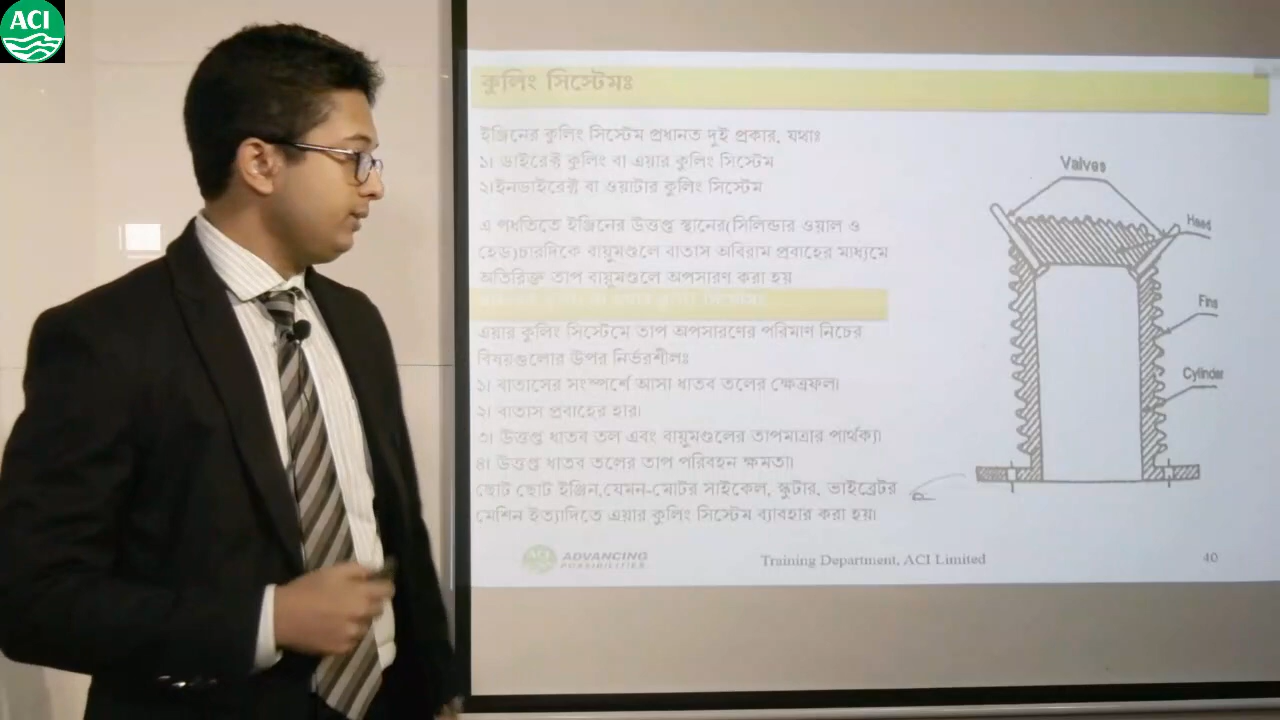 ACI
কুলিং সিস্টেমঃ
ইঞ্জিনের কুলিং সিস্টেম প্রধানত দুই প্রকার, যথাঃ
১। ডাইরেক্ট কুলিং বা এয়ার কুলিং সিস্টেম
২।ইনডাইরেক্ট বা ওয়াটার কুলিং সিস্টেম
এ পধতিতে ইঞ্জিনের উত্তপ্ত স্থানের(সিলিন্ডার ওয়াল ও
হেড)চারদিকে বায়ুমণ্ডলে বাতাস অবিরাম প্রবাহের মাধ্যমে
অতিরিক্ত তাপ বায়ুমণ্ডলে অপসারণ করা হয়
এয়ার কুলিং সিস্টেমে তাপ অপসারণের পরিমাণ নিচের
বিষয়গুলোর উপর নির্ভরশীলঃ
১। বাতাসের সংস্পর্শে আসা ধাতব তলের ক্ষেত্রফল।
২। বাতাস প্রবাহের হার।
৩। উত্তপ্ত ধাতব তল এবং বায়ুমণ্ডলের তাপমাত্রার পার্থক্য।
৪। উত্তপ্ত ধাতব তলের তাপ পরিবহন ক্ষমতা।
ছোট ছোট ইঞ্জিন,যেমন-মোটর সাইকেল, স্কুটার, ভাইব্রেটর
মেশিন ইত্যাদিতে এয়ার কুলিং সিস্টেম ব্যাবহার করা হয়।
Valves
Head
Fins
Cylinder
ACI ADVANCING
POSSIBILITIES
Training Department, ACI Limited
40